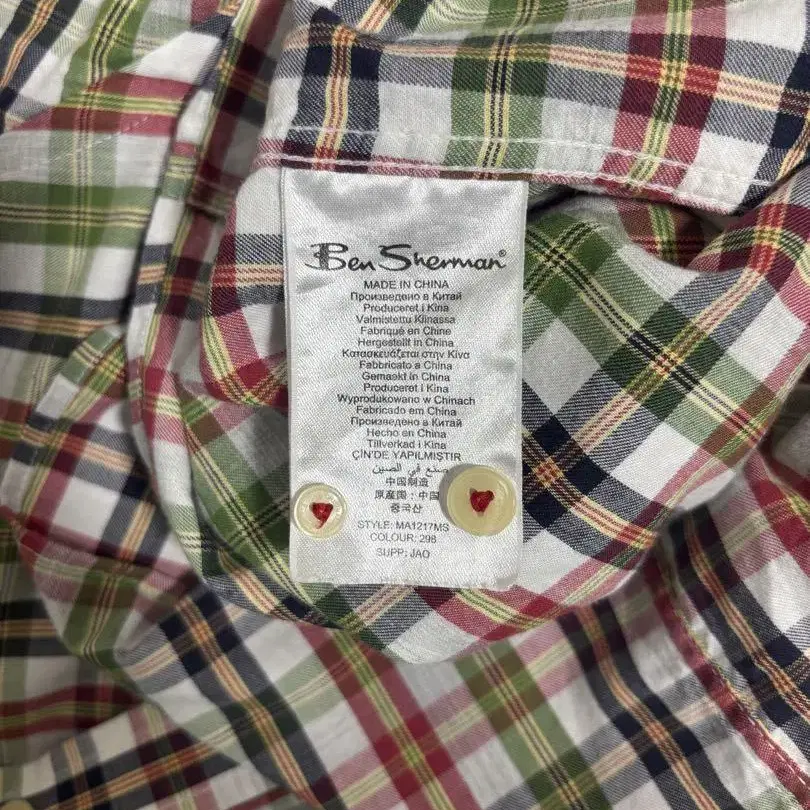 Ben Sherman®
MADE IN CHINA
Произведено в Китай
Produceret i Kina
Valmistettu Kiinassa
Fabriqué en Chine
Hergestellt in China
Κατασκευάζεται στην Κίνα
Fabbricato a China
Gemaakt in China
Produceret i Kina
Wyprodukowano w Chinach
Fabricado em China
Произведено в Китай
Hecho en China
Tillverkad i Kina
ÇİN'DE YAPILMIŞTIR
صنع في الصين
中国制造
原産国：中国
중국산
STYLE: MA1217MS
COLOUR: 298
SUPP: JAO